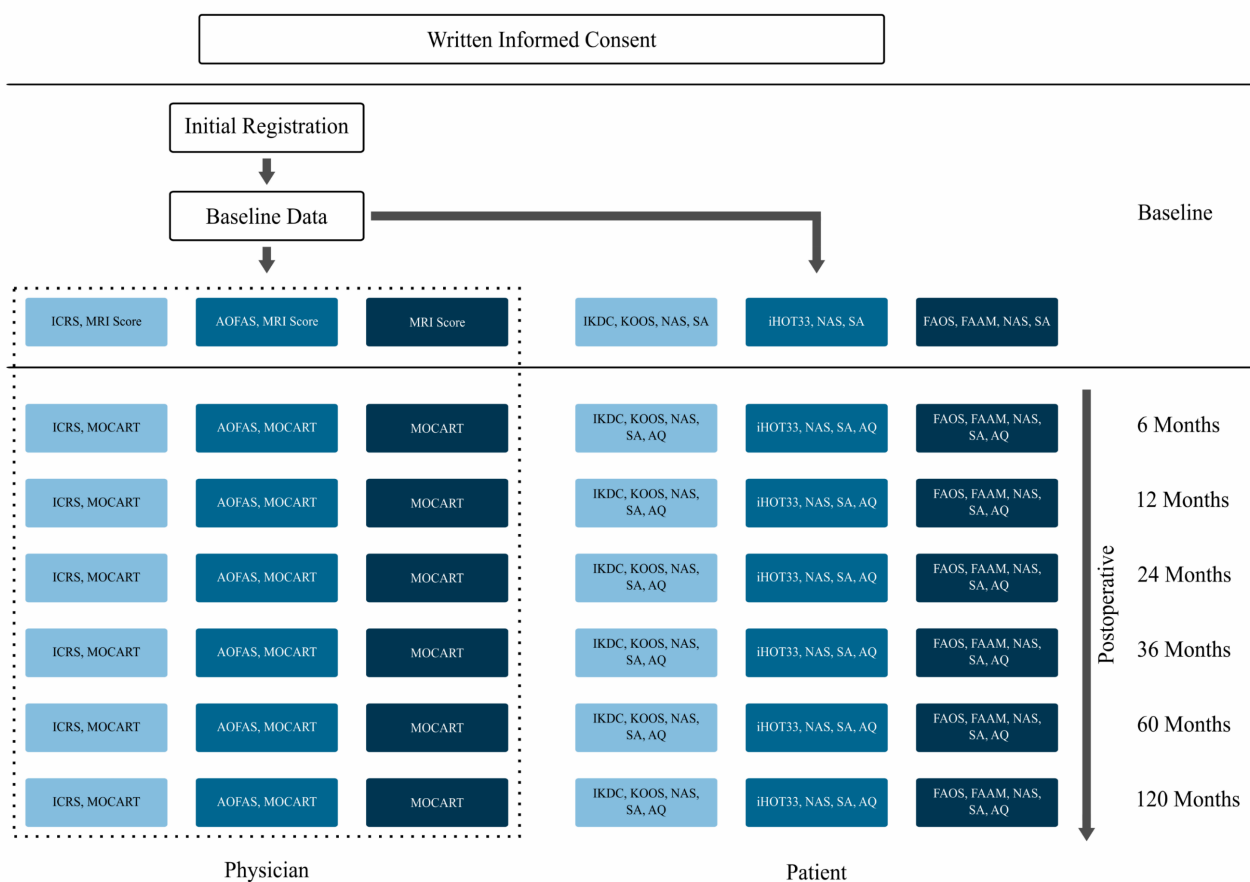 Written Informed Consent
Initial Registration
Baseline Data
Baseline
ICRS, MRI Score
AOFAS, MRI Score
MRI Score
IKDC, KOOS, NAS, SA
iHOT33, NAS, SA
FAOS, FAAM, NAS, SA
ICRS, MOCART
AOFAS, MOCART
MOCART
IKDC, KOOS, NAS,
SA, AQ
iHOT33, NAS, SA, AQ
FAOS, FAAM, NAS,
SA, AQ
6 Months
ICRS, MOCART
AOFAS, MOCART
MOCART
IKDC, KOOS, NAS,
SA, AQ
iHOT33, NAS, SA, AQ
FAOS, FAAM, NAS,
SA, AQ
12 Months
ICRS, MOCART
AOFAS, MOCART
MOCART
IKDC, KOOS, NAS,
SA, AQ
iHOT33, NAS, SA, AQ
FAOS, FAAM, NAS,
SA, AQ
24 Months
Postoperative
ICRS, MOCART
AOFAS, MOCART
MOCART
IKDC, KOOS, NAS,
SA, AQ
iHOT33, NAS, SA, AQ
FAOS, FAAM, NAS,
SA, AQ
36 Months
ICRS, MOCART
AOFAS, MOCART
MOCART
IKDC, KOOS, NAS,
SA, AQ
iHOT33, NAS, SA, AQ
FAOS, FAAM, NAS,
SA, AQ
60 Months
ICRS, MOCART
AOFAS, MOCART
MOCART
IKDC, KOOS, NAS,
SA, AQ
iHOT33, NAS, SA, AQ
FAOS, FAAM, NAS,
SA, AQ
120 Months
Physician
Patient